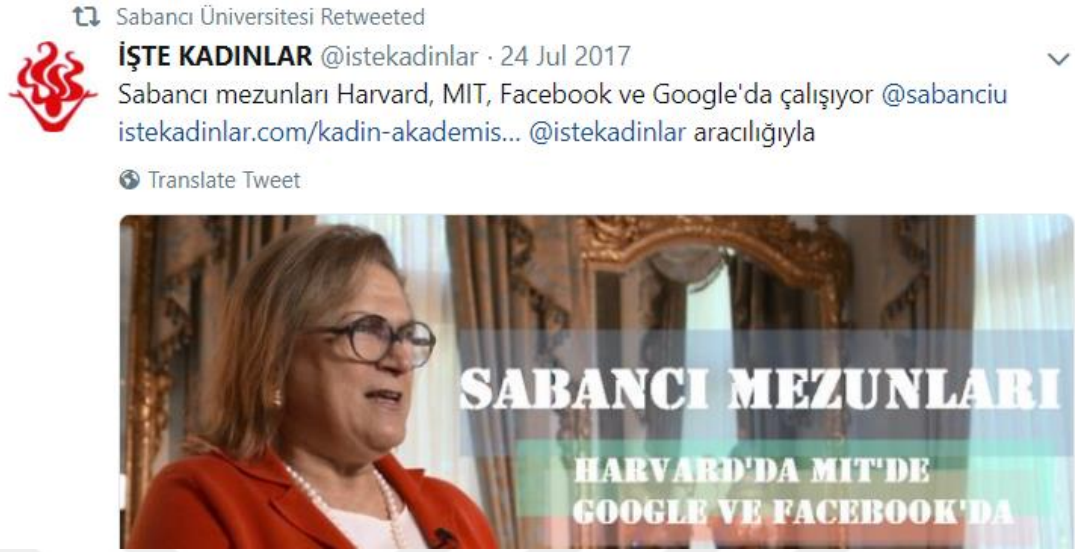 Sabancı Üniversitesi Retweeted
İŞTE KADINLAR @istekadinlar · 24 Jul 2017
Sabancı mezunları Harvard, MIT, Facebook ve Google'da çalışıyor @sabanciu
istekadinlar.com/kadin-akademis... @istekadinlar aracılığıyla
Translate Tweet
SABANCI MEZUNLARI
HARVARD'DA MIT'DE
GOOGLE VE FACEBOOK'DA